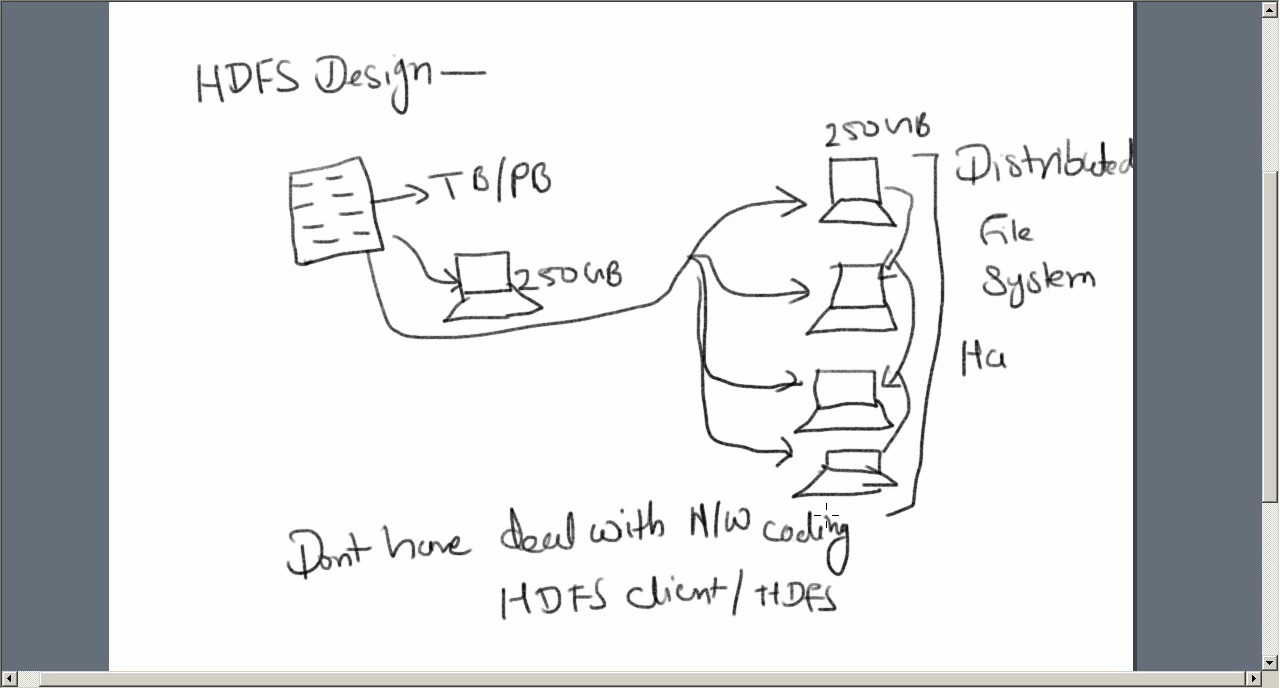 HDFS Design —
250GB
TB/PB
250GB
Distributed
File
System
Ha
Dont have deal with N/W coding
HDFS client / HDFS